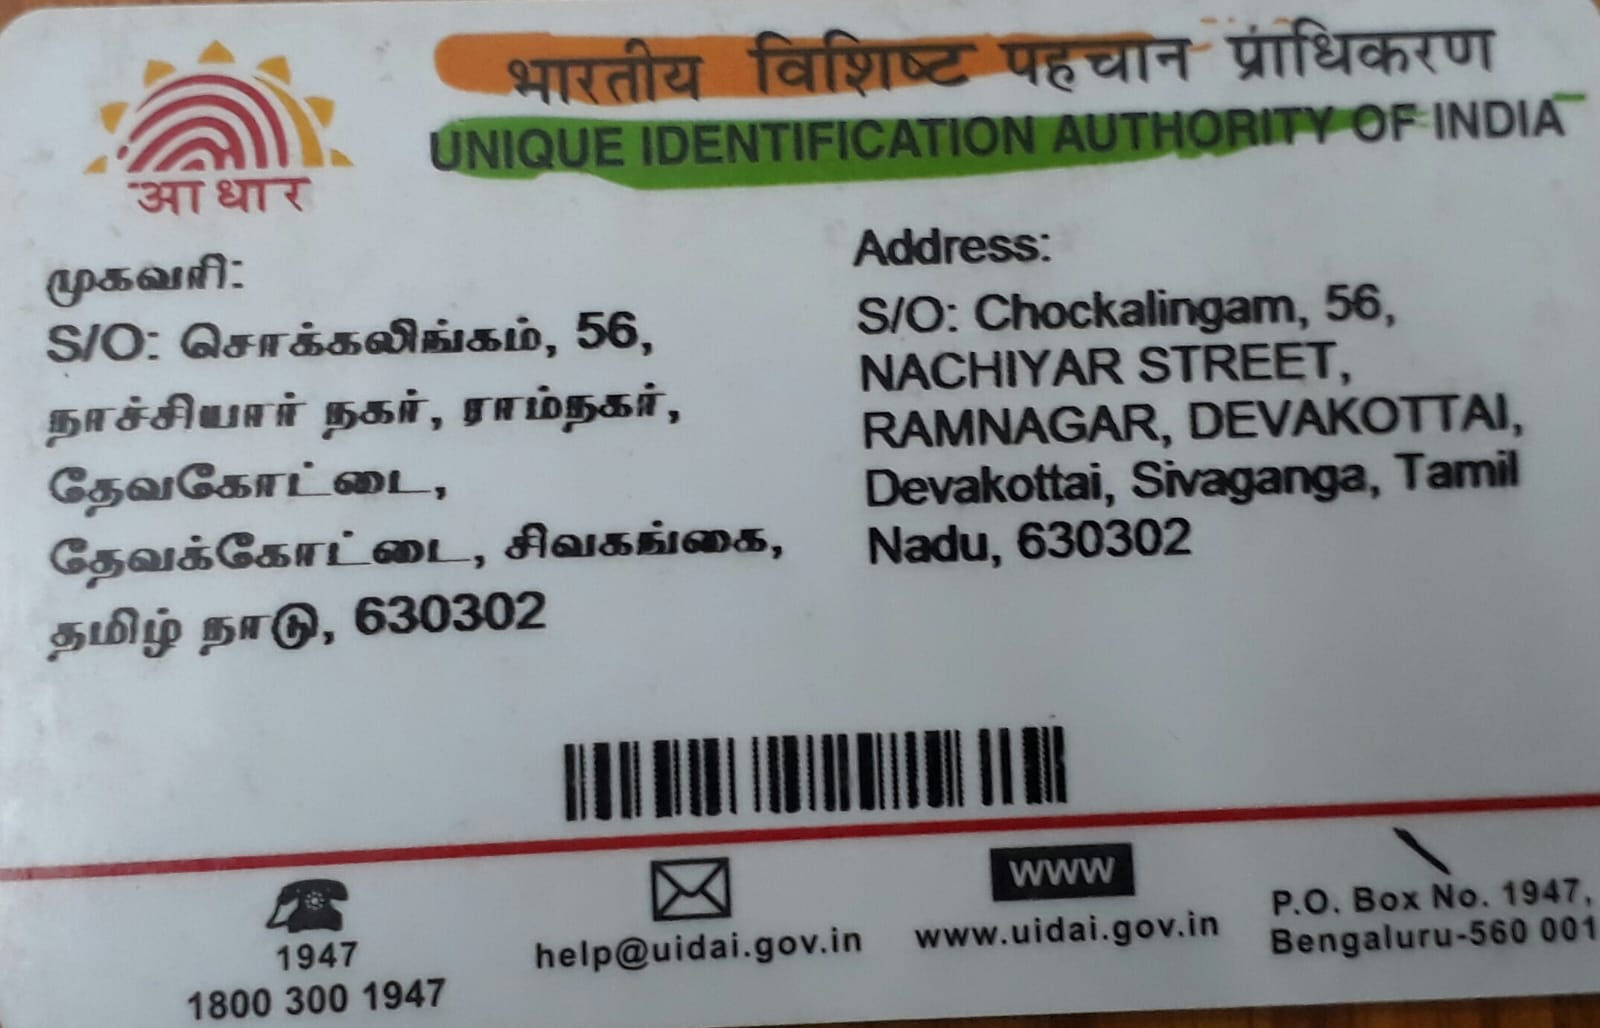 भारतीय विशिष्ट पहचान प्राधिकरण
UNIQUE IDENTIFICATION AUTHORITY OF INDIA
आधार
முகவரி:
S/O: சொக்கலிங்கம், 56,
நாச்சியார் நகர், ராம்நகர்,
தேவகோட்டை,
தேவக்கோட்டை, சிவகங்கை,
தமிழ் நாடு, 630302
Address:
S/O: Chockalingam, 56,
NACHIYAR STREET,
RAMNAGAR, DEVAKOTTAI,
Devakottai, Sivaganga, Tamil
Nadu, 630302
1947
1800 300 1947
help@uidai.gov.in
www
www.uidai.gov.in
P.O. Box No. 1947,
Bengaluru-560 001